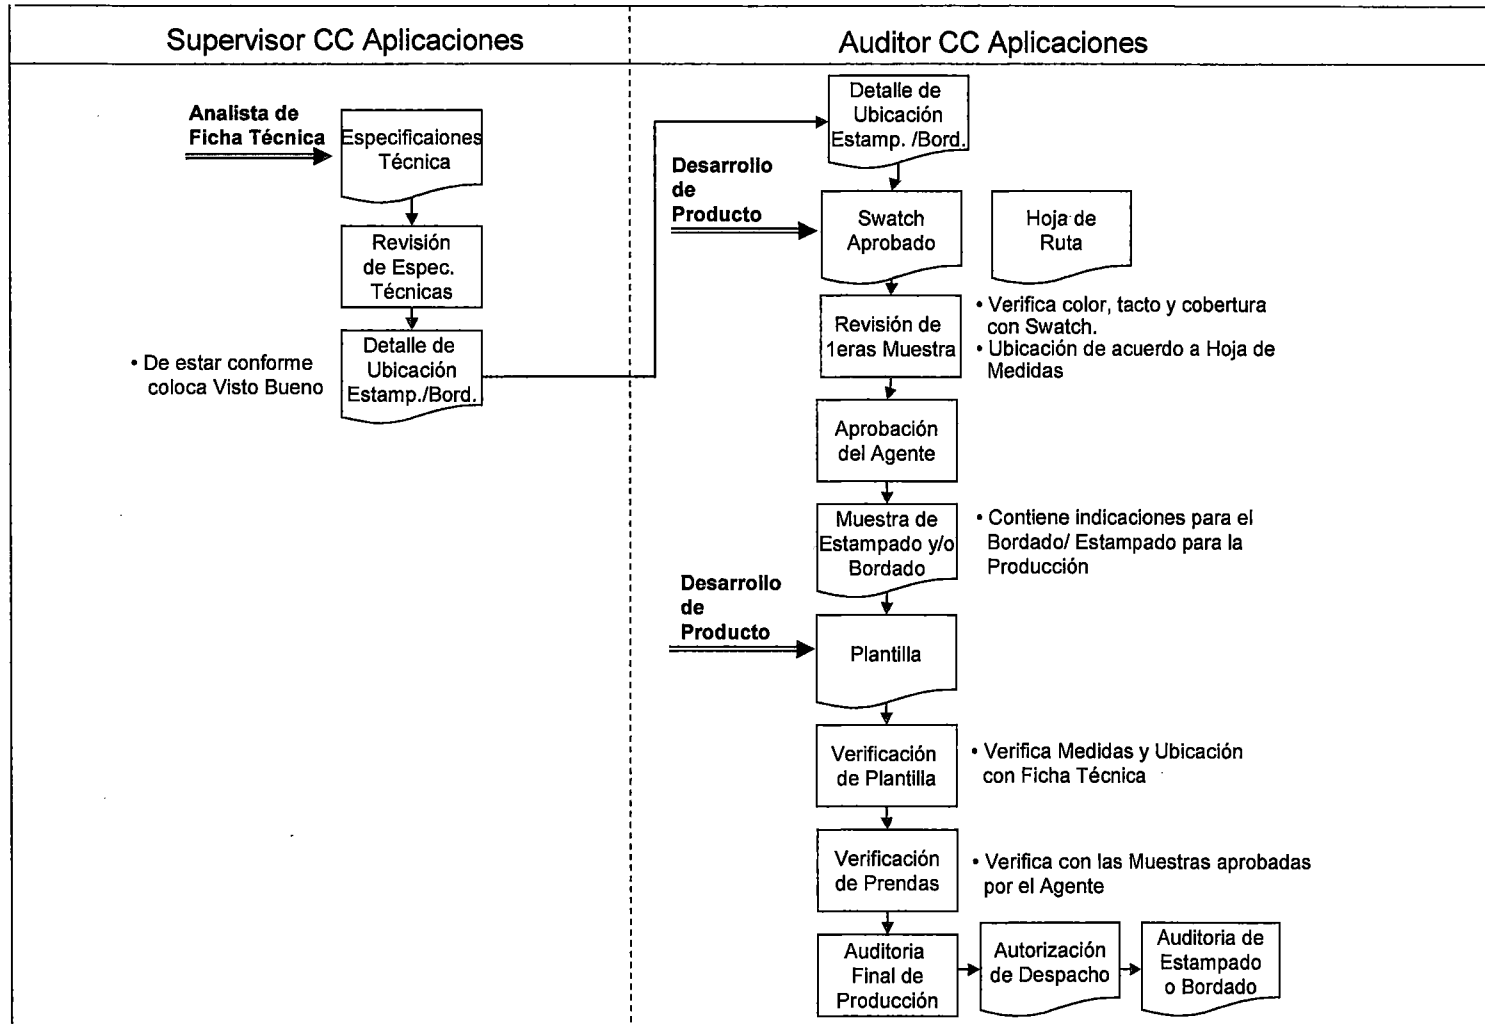 Supervisor CC Aplicaciones
Auditor CC Aplicaciones
Analista de
Ficha Técnica
Especificaiones
Técnica
Revisión
de Espec.
Técnicas
• De estar conforme
coloca Visto Bueno
Detalle de
Ubicación
Estamp./Bord.
Detalle de
Ubicación
Estamp. /Bord.
Desarrollo
de
Producto
Swatch
Aprobado
Hoja de
Ruta
Revisión de
1eras Muestra
• Verifica color, tacto y cobertura
con Swatch.
• Ubicación de acuerdo a Hoja de
Medidas
Aprobación
del Agente
Muestra de
Estampado y/o
Bordado
• Contiene indicaciones para el
Bordado/ Estampado para la
Producción
Desarrollo
de
Producto
Plantilla
Verificación
de Plantilla
• Verifica Medidas y Ubicación
con Ficha Técnica
Verificación
de Prendas
• Verifica con las Muestras aprobadas
por el Agente
Auditoria
Final de
Producción
Autorización
de Despacho
Auditoria de
Estampado
o Bordado